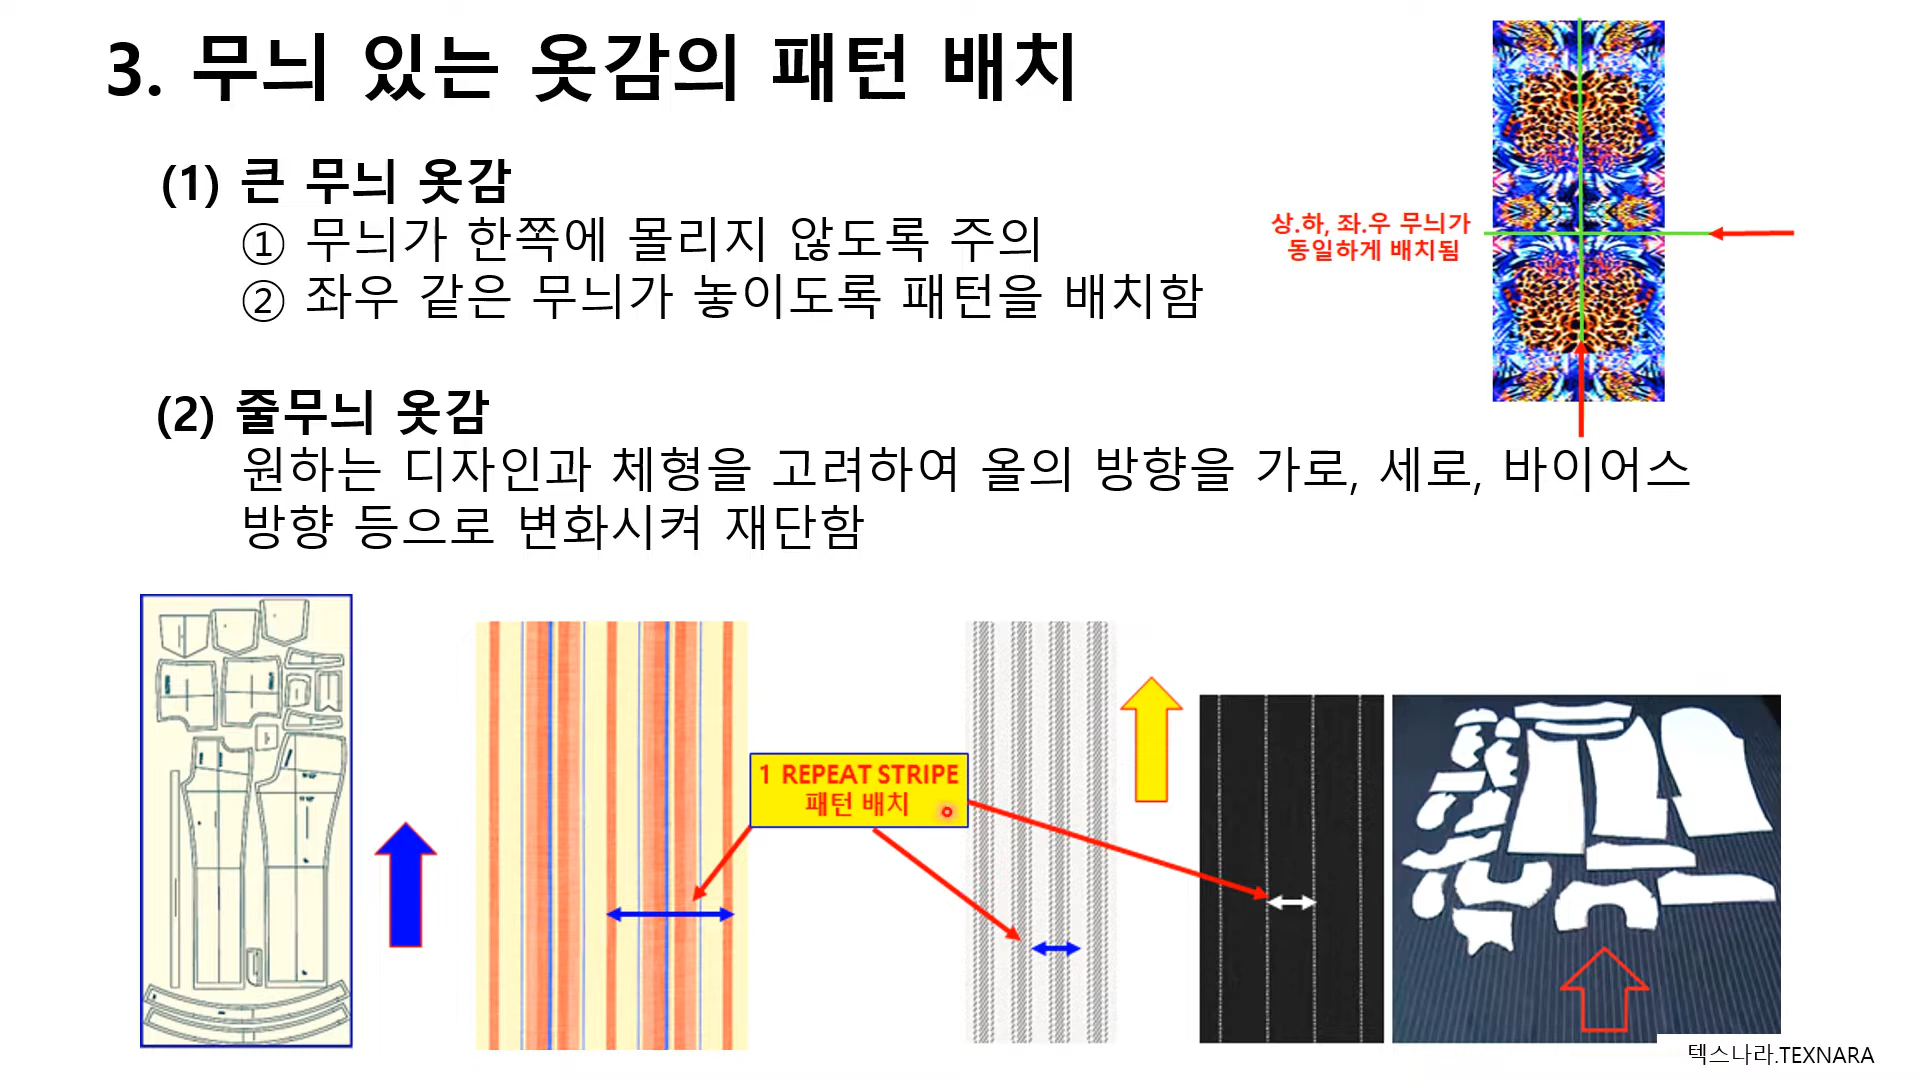 3. 무늬 있는 옷감의 패턴 배치
(1) 큰 무늬 옷감
① 무늬가 한쪽에 몰리지 않도록 주의
② 좌우 같은 무늬가 놓이도록 패턴을 배치함
상.하, 좌.우 무늬가
동일하게 배치됨
(2) 줄무늬 옷감
원하는 디자인과 체형을 고려하여 올의 방향을 가로, 세로, 바이어스
방향 등으로 변화시켜 재단함
1 REPEAT STRIPE
패턴 배치
텍스나라.TEXNARA